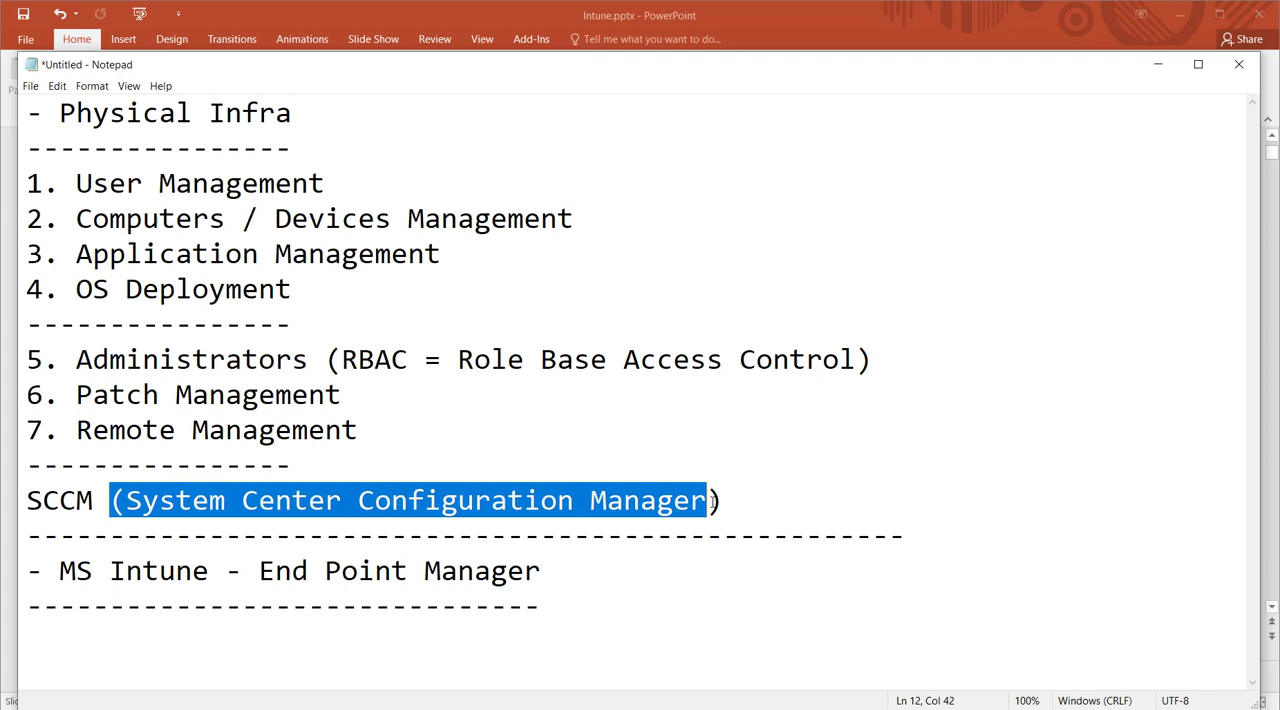 Intune.pptx - PowerPoint
File Home Insert Design Transitions Animations Slide Show Review View Add-Ins Tell me what you want to do... Share
*Untitled - Notepad
File Edit Format View Help
- Physical Infra
----------------
1. User Management
2. Computers / Devices Management
3. Application Management
4. OS Deployment
----------------
5. Administrators (RBAC = Role Base Access Control)
6. Patch Management
7. Remote Management
----------------
SCCM (System Center Configuration Manager)
-----------------------------------------------------
- MS Intune - End Point Manager
-------------------------------
Ln 12, Col 42 100% Windows (CRLF) UTF-8